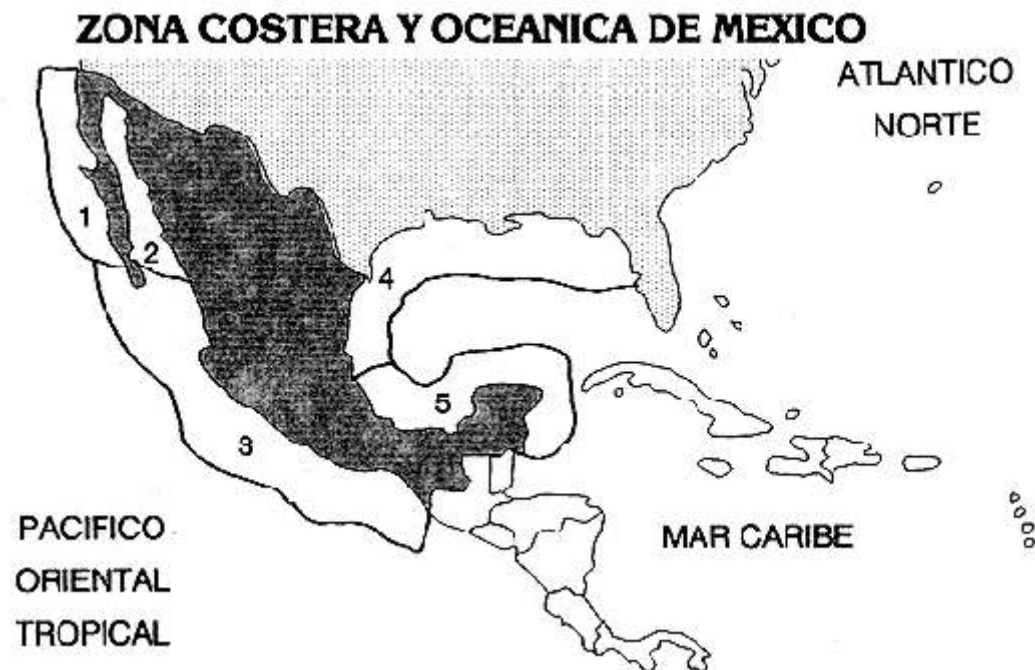 ZONA COSTERA Y OCEANICA DE MEXICO
ATLANTICO
NORTE
1
2
4
5
3
PACIFICO
ORIENTAL
TROPICAL
MAR CARIBE